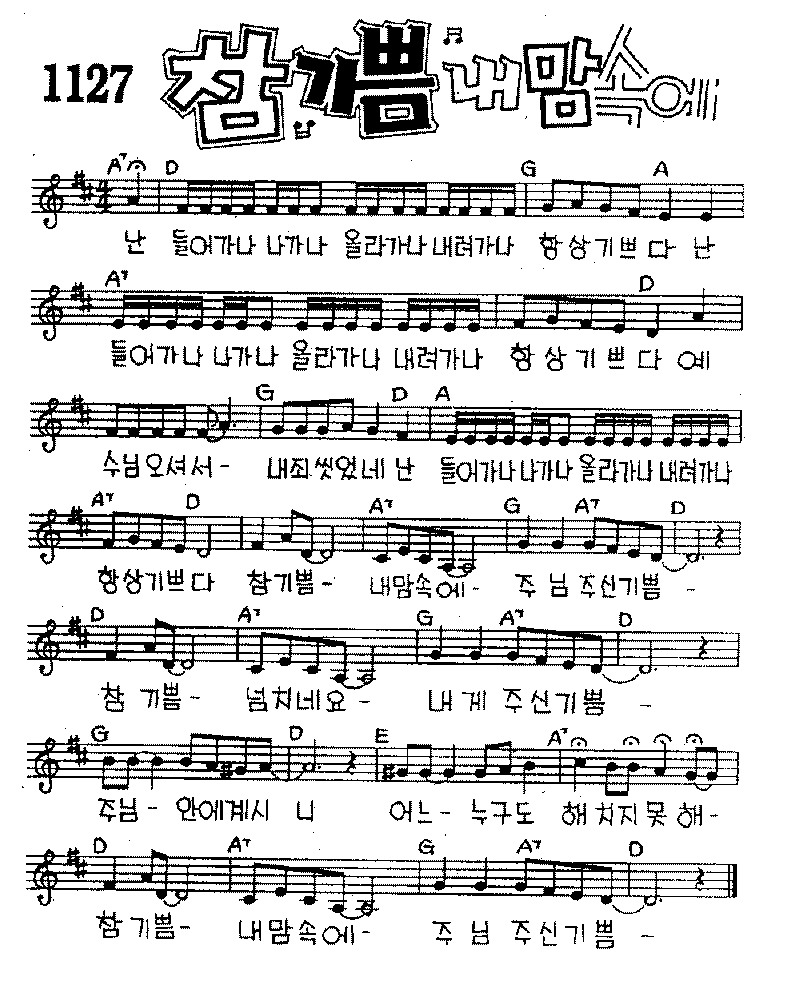 1127 참 기쁨 내 맘 속에
A7 D G A
난 들어가나 나가나 올라가나 내려가나 항상기쁘다 난
A7 D
들어가나 나가나 올라가나 내려가나 항상기쁘다 예
G D A
수님오셔서- 내죄씻었네 난 들어가나나가나 올라가나내려가나
A7 D A7 G A7 D
항상기쁘다 참기쁨- 내맘속에- 주님주신기쁨-
D A7 G A7 D
참 기쁨- 넘치네요- 내게 주신기쁨 -
G D E A7
주님- 안에계시 니 어느- 누구도 해치지못해-
D A7 G A7 D
참 기쁨- 내맘속에- 주 님 주신기쁨 -